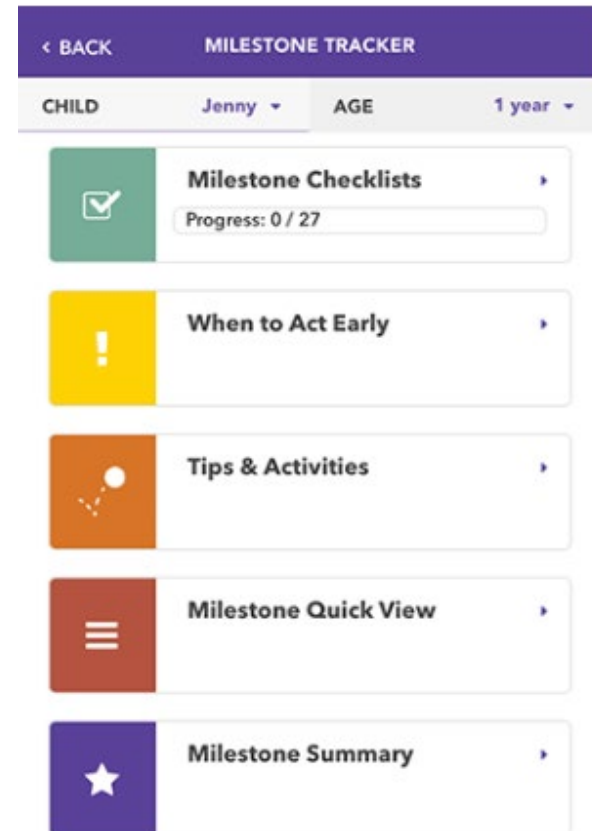 < BACK MILESTONE TRACKER
CHILD Jenny AGE 1 year
Milestone Checklists
Progress: 0 / 27
When to Act Early
!
Tips & Activities
Milestone Quick View
Milestone Summary